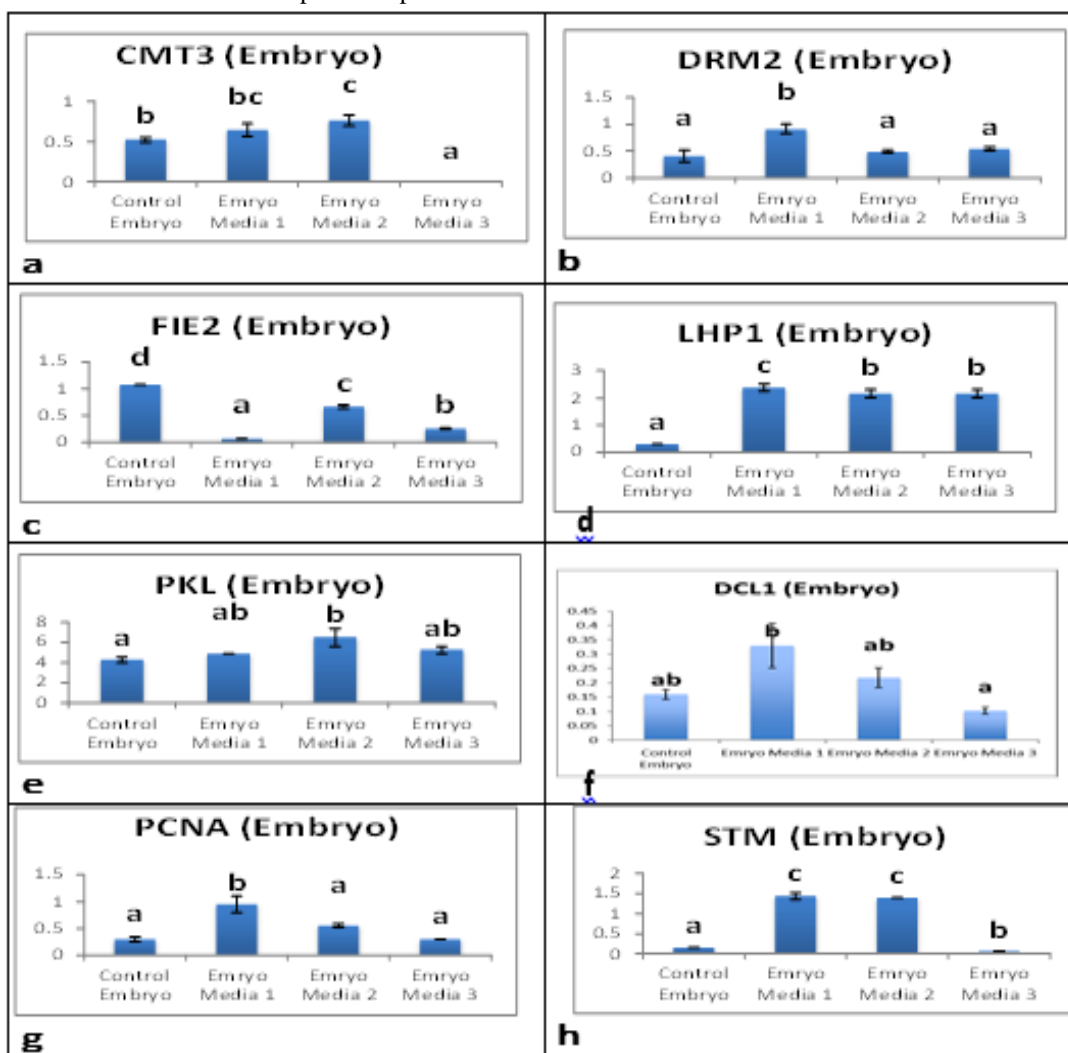 CMT3 (Embryo)
1
0.5
0
b
bc
c
a
Control Embryo
Emryo Media 1
Emryo Media 2
Emryo Media 3
a
DRM2 (Embryo)
1.5
1
0.5
0
a
b
a
a
Control Embryo
Emryo Media 1
Emryo Media 2
Emryo Media 3
b
FIE2 (Embryo)
1.5
1
0.5
0
d
a
c
b
Control Embryo
Emryo Media 1
Emryo Media 2
Emryo Media 3
c
LHP1 (Embryo)
3
2
1
0
a
c
b
b
Control Embryo
Emryo Media 1
Emryo Media 2
Emryo Media 3
d
PKL (Embryo)
8
6
4
2
0
a
ab
b
ab
Control Embryo
Emryo Media 1
Emryo Media 2
Emryo Media 3
e
DCL1 (Embryo)
0.45
0.4
0.35
0.3
0.25
0.2
0.15
0.1
0.05
0
ab
b
ab
a
Control Embryo
Emryo Media 1
Emryo Media 2
Emryo Media 3
f
PCNA (Embryo)
1.5
1
0.5
0
a
b
a
a
Control Embryo
Emryo Media 1
Emryo Media 2
Emryo Media 3
g
STM (Embryo)
2
1.5
1
0.5
0
a
c
c
b
Control Embryo
Emryo Media 1
Emryo Media 2
Emryo Media 3
h